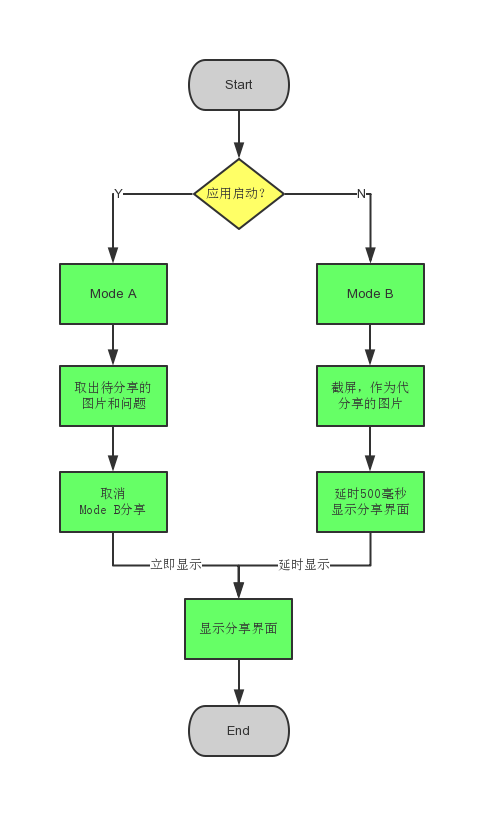 Start
应用启动？
Y
N
Mode A
Mode B
取出待分享的
图片和问题
截屏，作为代
分享的图片
取消
Mode B分享
延时500毫秒
显示分享界面
立即显示
延时显示
显示分享界面
End